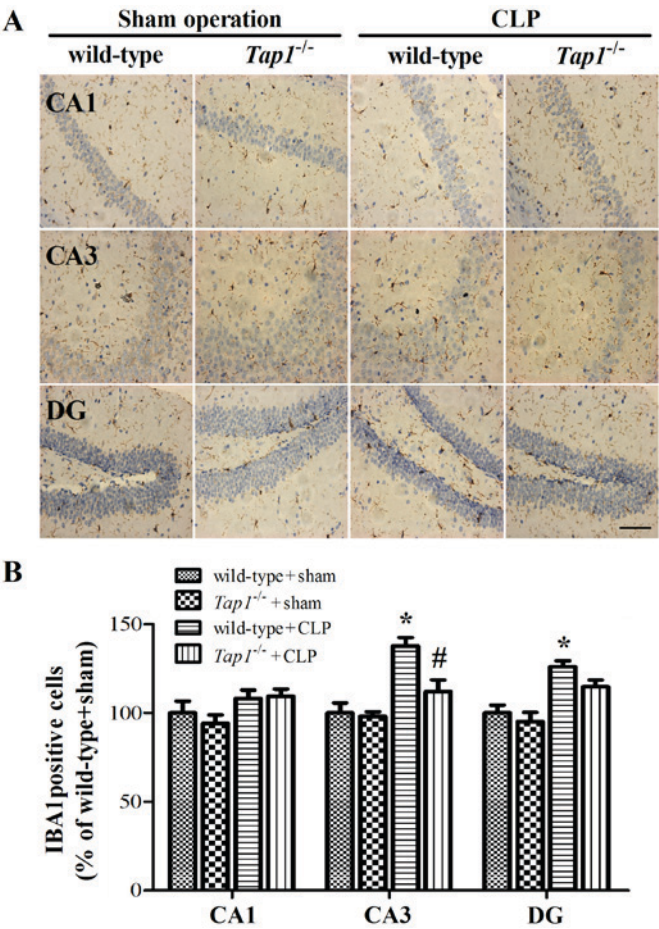 A
Sham operation CLP
wild-type Tap1-/- wild-type Tap1-/-
CA1
CA3
DG
B
wild-type+sham
Tap1-/-+sham
wild-type+CLP
Tap1-/-+CLP
IBA1positive cells
(% of wild-type+sham)
150
100
50
0
*
#
*
CA1 CA3 DG